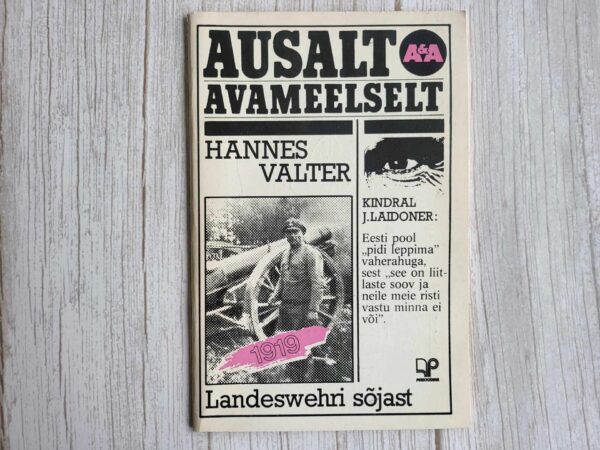 AUSALT
A&A
AVAMEELSELT
HANNES
VALTER
KINDRAL
J.LAIDONER:
Eesti pool
„pidi leppima”
vaherahuga,
sest „see on liit-
laste soov ja
neile meie risti
vastu minna ei
või”.
1919
PERIOODIKA
Landeswehri sõjast